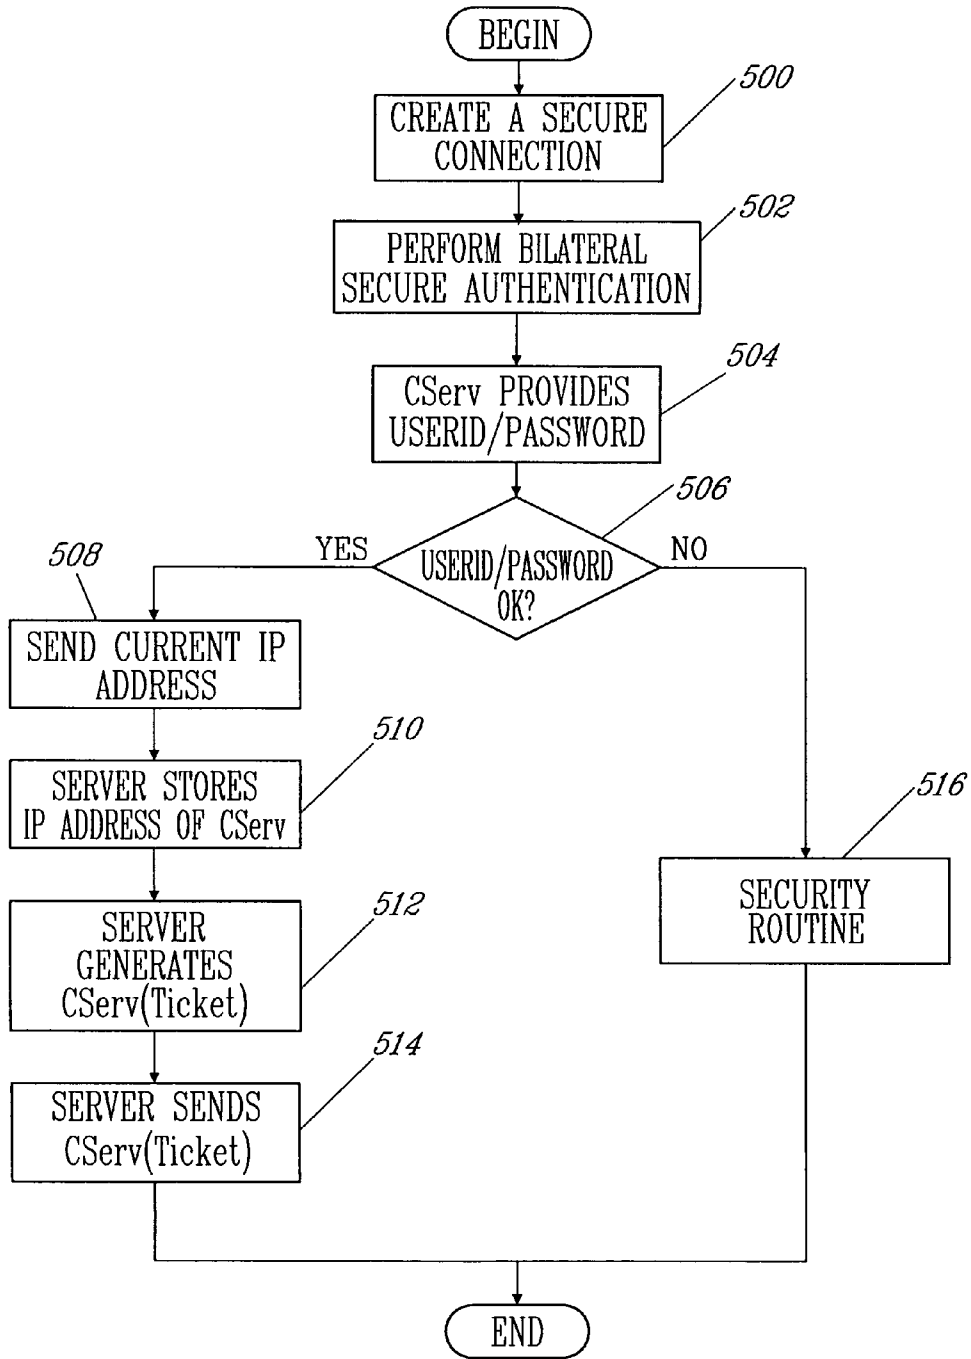 BEGIN
500
CREATE A SECURE
CONNECTION
502
PERFORM BILATERAL
SECURE AUTHENTICATION
504
CServ PROVIDES
USERID/PASSWORD
506
USERID/PASSWORD
OK?
YES
NO
508
SEND CURRENT IP
ADDRESS
510
SERVER STORES
IP ADDRESS OF CServ
512
SERVER
GENERATES
CServ(Ticket)
514
SERVER SENDS
CServ(Ticket)
516
SECURITY
ROUTINE
END